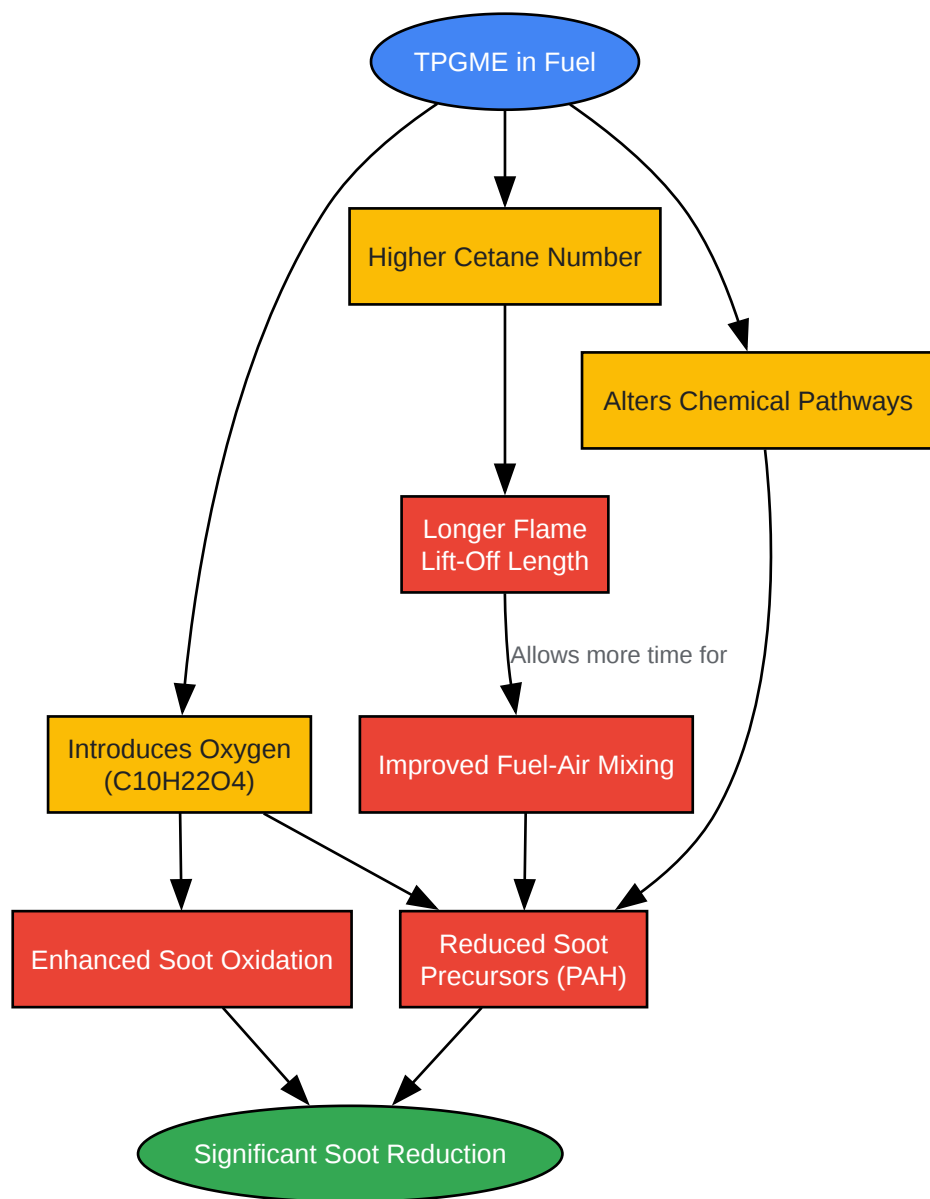 TPGME in Fuel
Higher Cetane Number
Alters Chemical Pathways
Longer Flame
Lift-Off Length
Allows more time for
Introduces Oxygen
(C10H22O4)
Improved Fuel-Air Mixing
Enhanced Soot Oxidation
Reduced Soot
Precursors (PAH)
Significant Soot Reduction